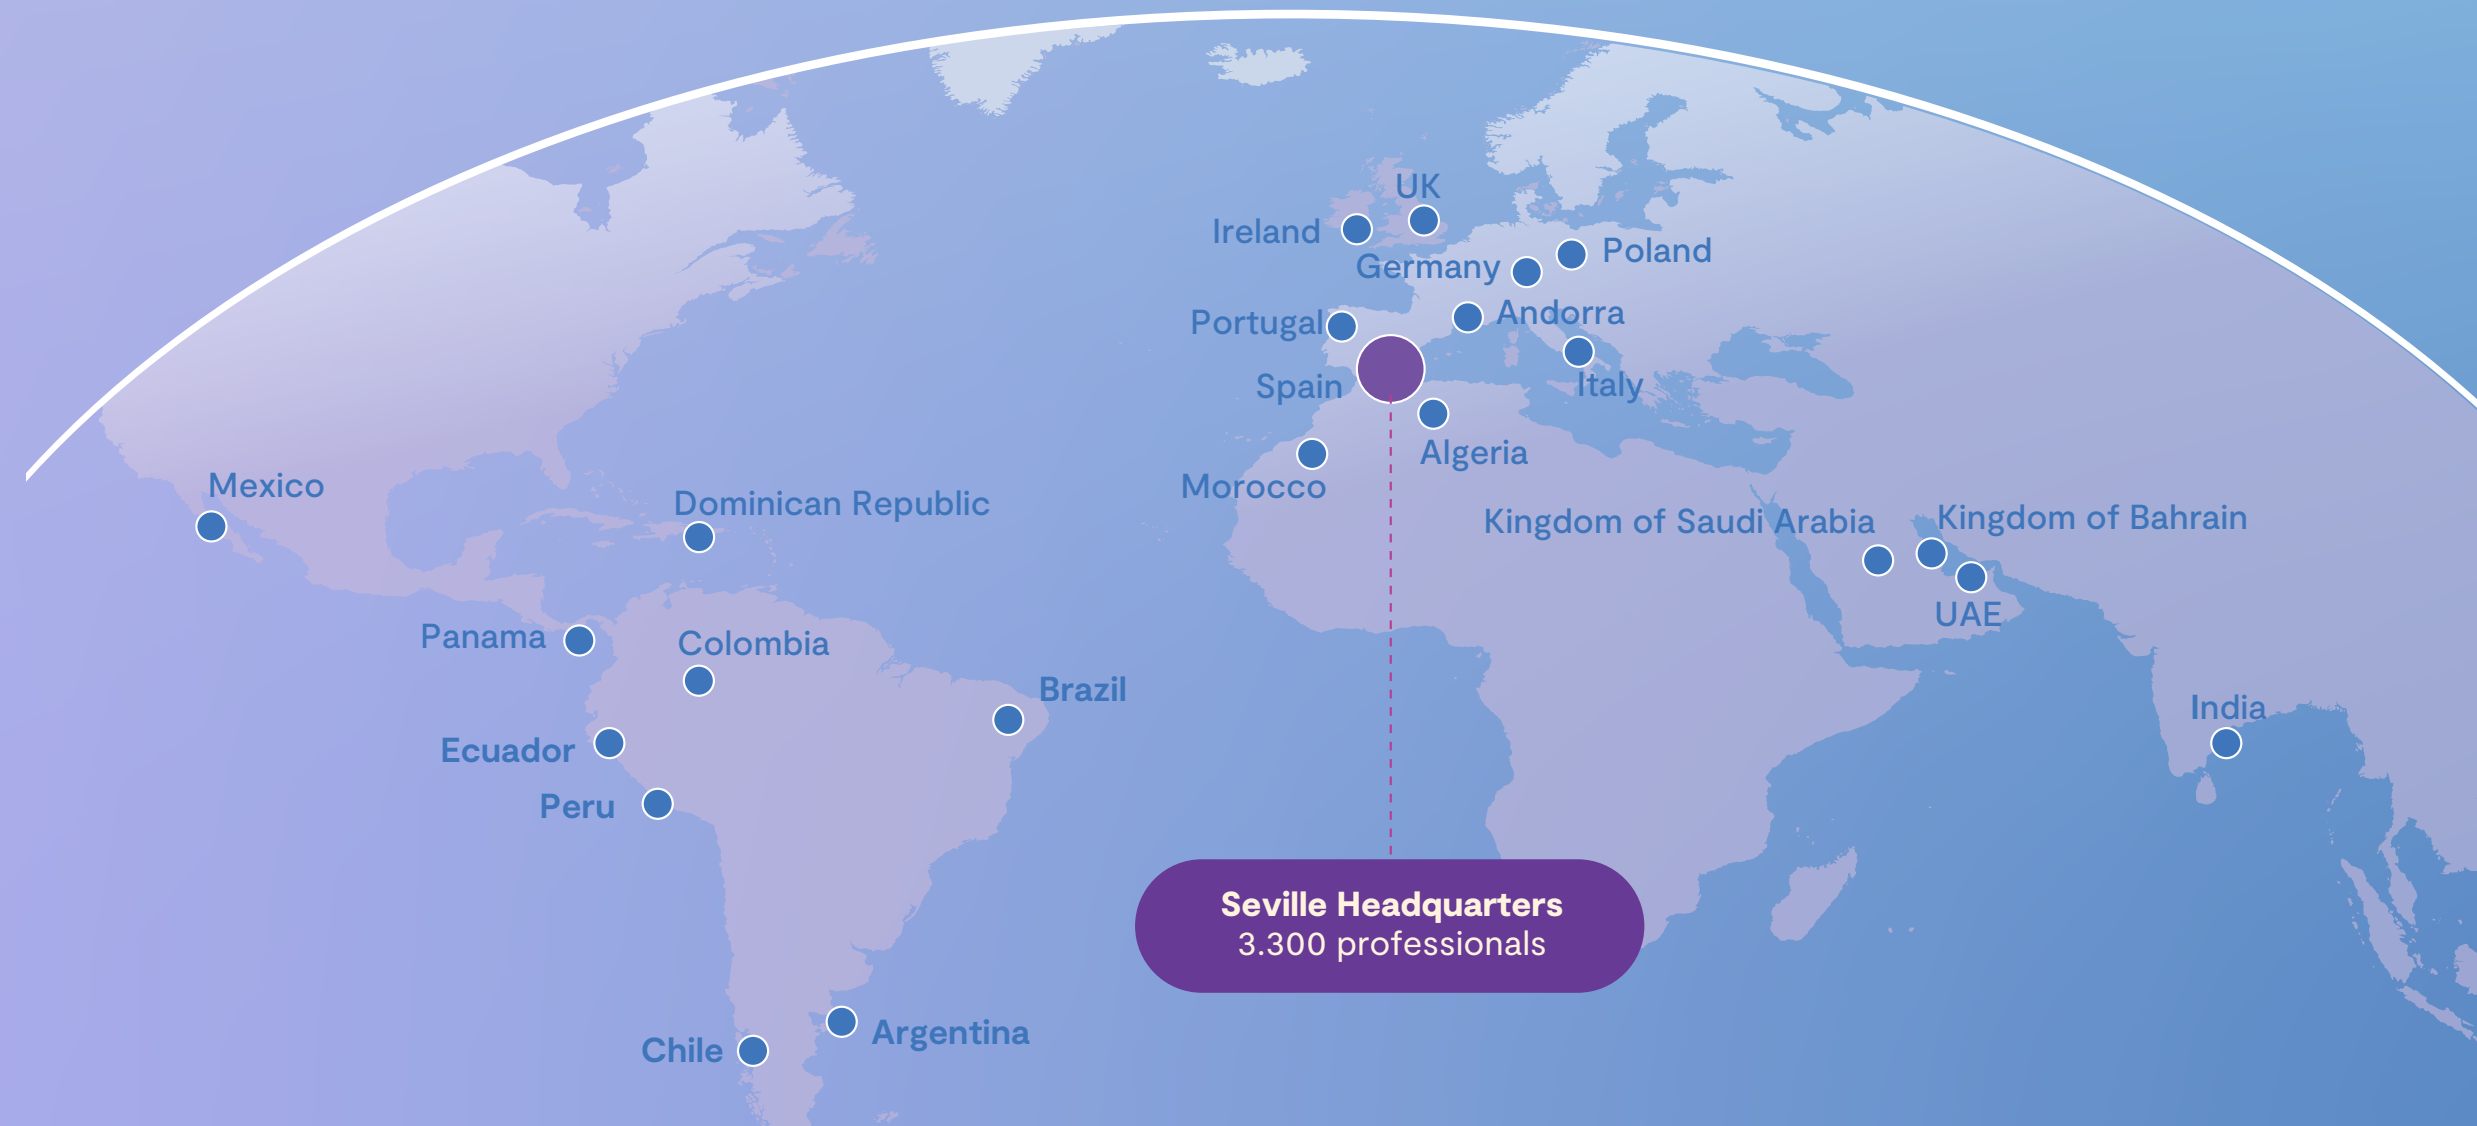 UK
Ireland
Poland
Germany
Andorra
Portugal
Spain
Italy
Algeria
Morocco
Mexico
Dominican Republic
Kingdom of Saudi Arabia
Kingdom of Bahrain
UAE
Panama
Colombia
Brazil
India
Ecuador
Peru
Seville Headquarters
3.300 professionals
Argentina
Chile